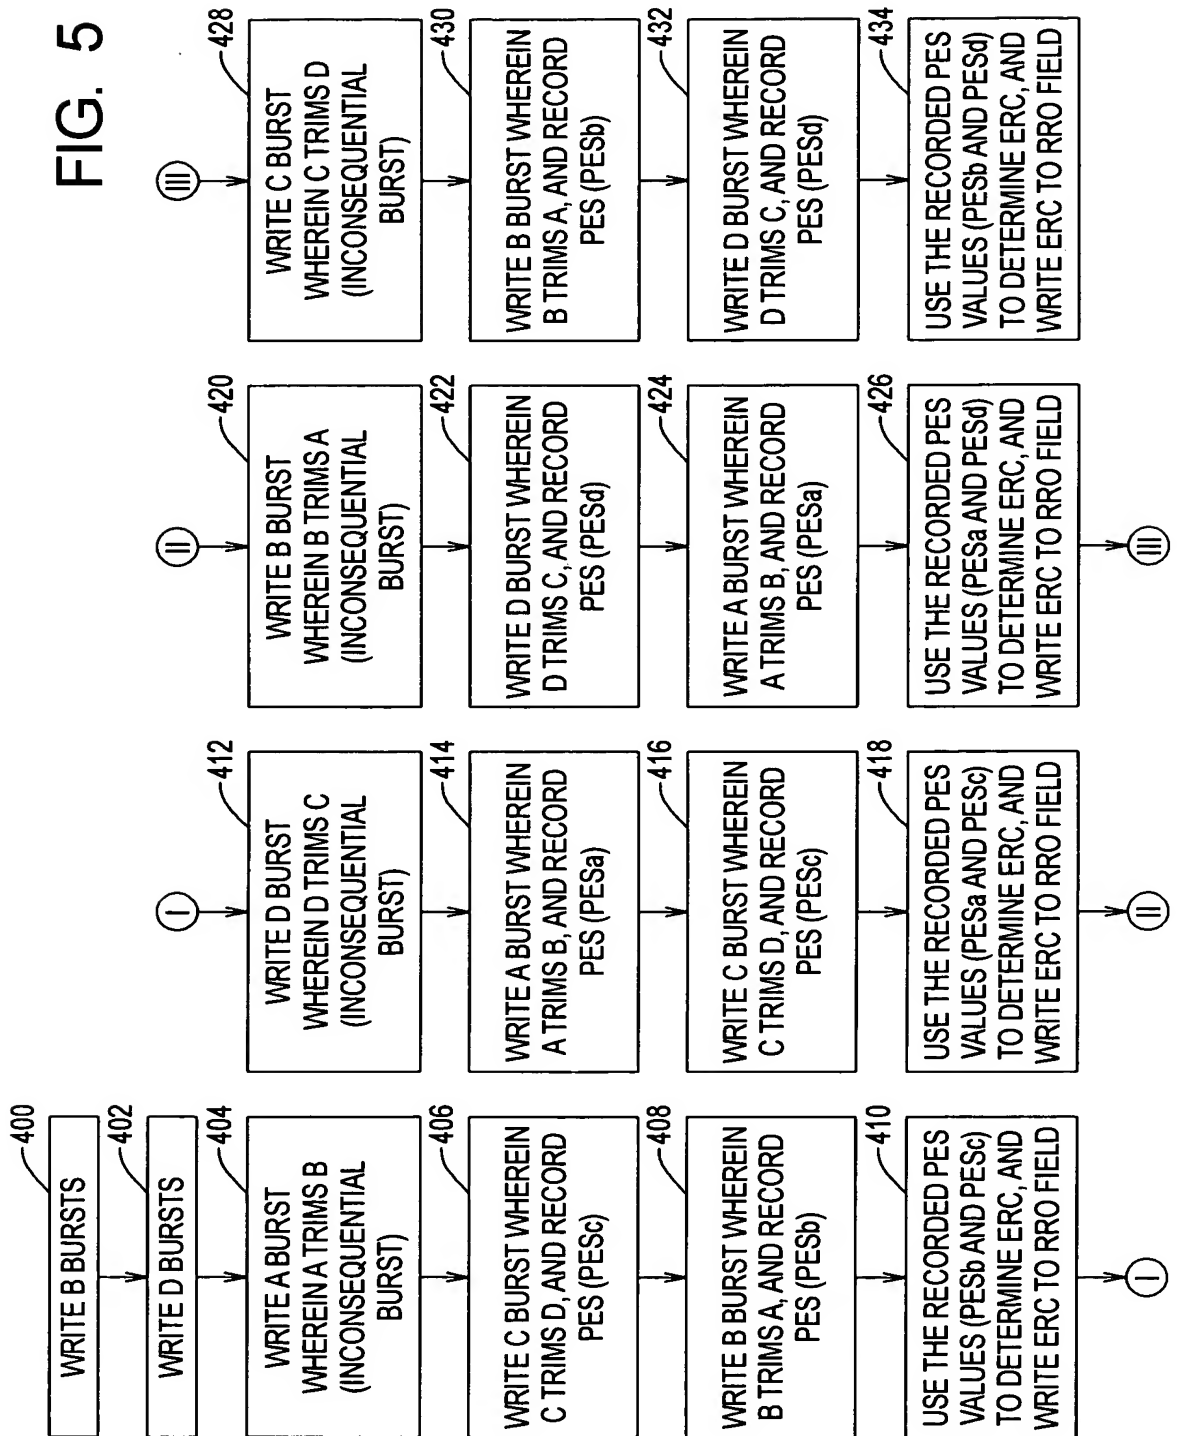 FIG. 5
400
WRITE B BURSTS
402
WRITE D BURSTS
404
WRITE A BURST
WHEREIN A TRIMS B
(INCONSEQUENTIAL
BURST)
406
WRITE C BURST WHEREIN
C TRIMS D, AND RECORD
PES (PESc)
408
WRITE B BURST WHEREIN
B TRIMS A, AND RECORD
PES (PESb)
410
USE THE RECORDED PES
VALUES (PESb AND PESc)
TO DETERMINE ERC, AND
WRITE ERC TO RRO FIELD
I
I
412
WRITE D BURST
WHEREIN D TRIMS C
(INCONSEQUENTIAL
BURST)
414
WRITE A BURST WHEREIN
A TRIMS B, AND RECORD
PES (PESa)
416
WRITE C BURST WHEREIN
C TRIMS D, AND RECORD
PES (PESc)
418
USE THE RECORDED PES
VALUES (PESa AND PESc)
TO DETERMINE ERC, AND
WRITE ERC TO RRO FIELD
II
II
420
WRITE B BURST
WHEREIN B TRIMS A
(INCONSEQUENTIAL
BURST)
422
WRITE D BURST WHEREIN
D TRIMS C, AND RECORD
PES (PESd)
424
WRITE A BURST WHEREIN
A TRIMS B, AND RECORD
PES (PESa)
426
USE THE RECORDED PES
VALUES (PESa AND PESd)
TO DETERMINE ERC, AND
WRITE ERC TO RRO FIELD
III
III
428
WRITE C BURST
WHEREIN C TRIMS D
(INCONSEQUENTIAL
BURST)
430
WRITE B BURST WHEREIN
B TRIMS A, AND RECORD
PES (PESb)
432
WRITE D BURST WHEREIN
D TRIMS C, AND RECORD
PES (PESd)
434
USE THE RECORDED PES
VALUES (PESb AND PESd)
TO DETERMINE ERC, AND
WRITE ERC TO RRO FIELD